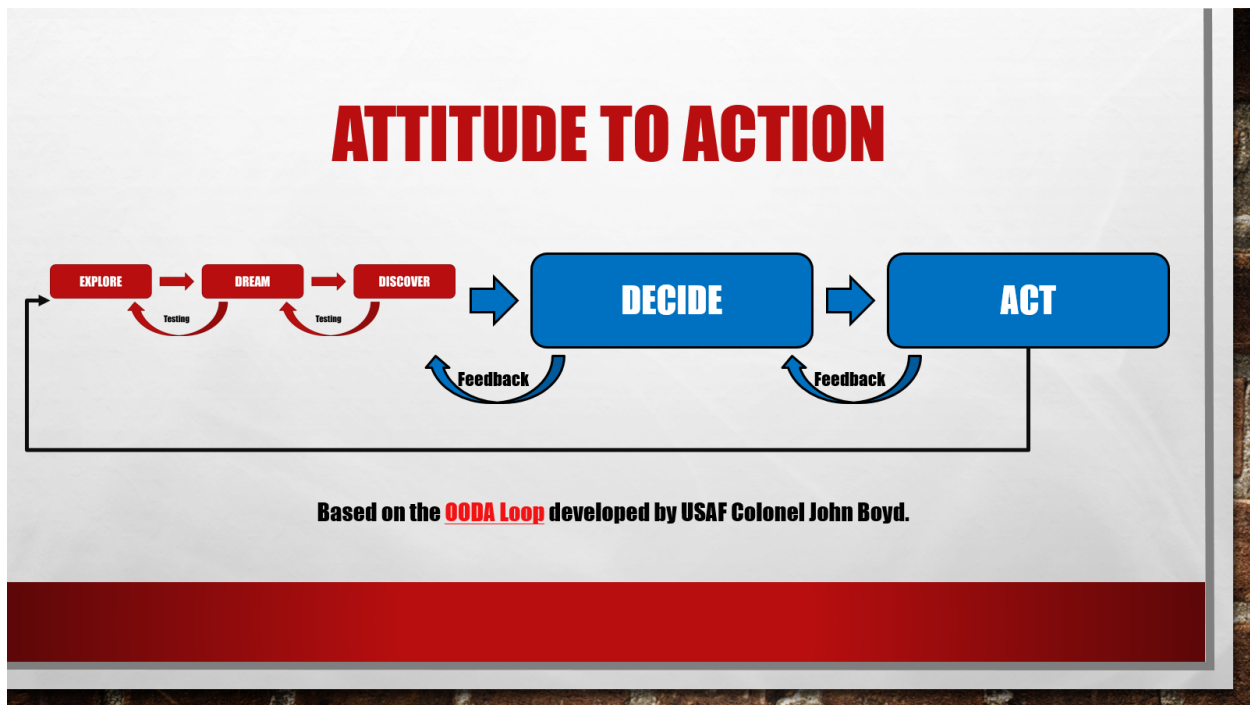 ATTITUDE TO ACTION
EXPLORE
DREAM
DISCOVER
Testing
Testing
DECIDE
ACT
Feedback
Feedback
Based on the OODA Loop developed by USAF Colonel John Boyd.